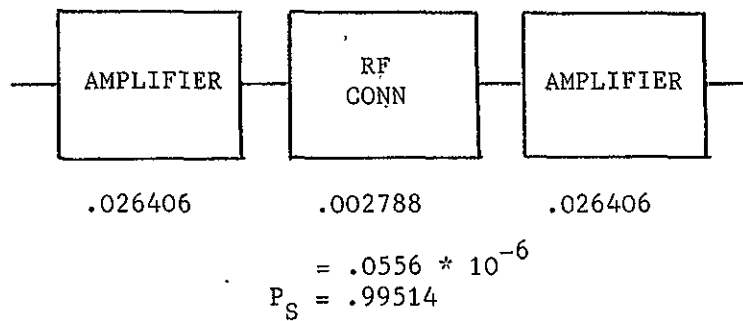 AMPLIFIER
RF
CONN
AMPLIFIER
.026406 .002788 .026406
= .0556 * 10^-6
P_S = .99514